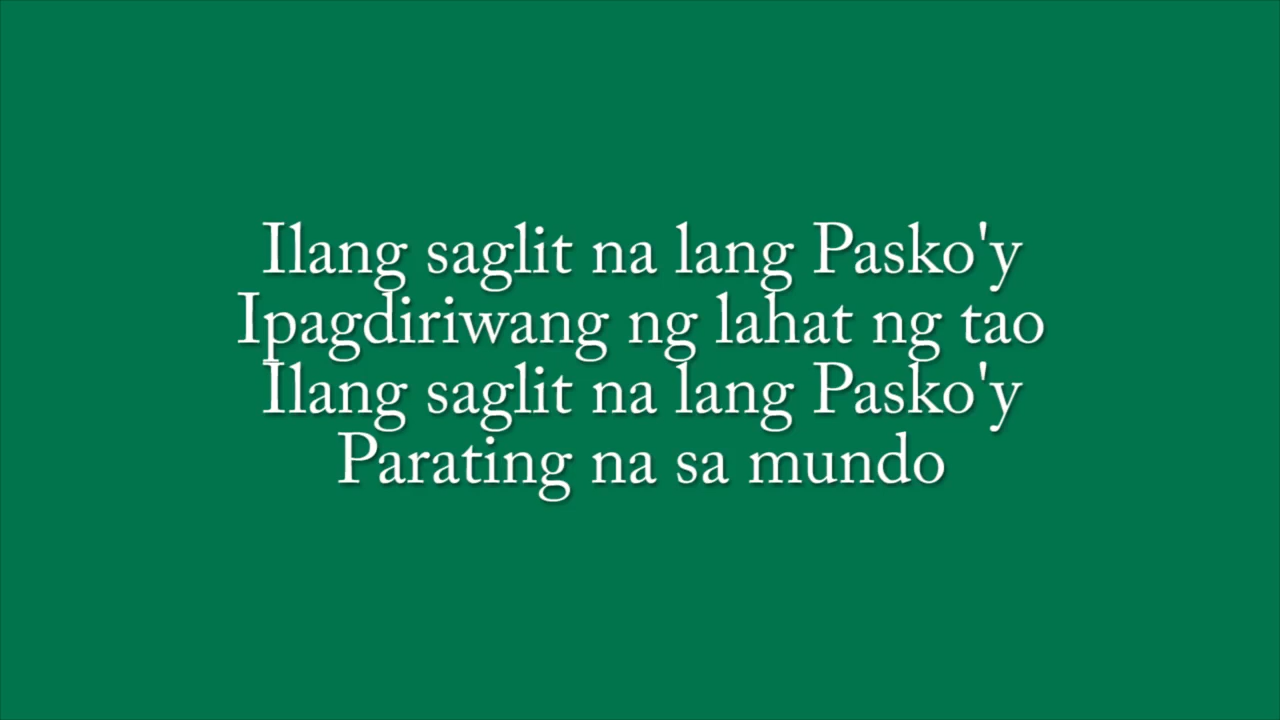 Ilang saglit na lang Pasko'y
Ipagdiriwang ng lahat ng tao
Ilang saglit na lang Pasko'y
Parating na sa mundo